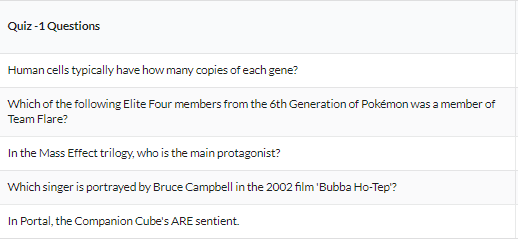 Quiz -1 Questions
Human cells typically have how many copies of each gene?
Which of the following Elite Four members from the 6th Generation of Pokémon was a member of
Team Flare?
In the Mass Effect trilogy, who is the main protagonist?
Which singer is portrayed by Bruce Campbell in the 2002 film 'Bubba Ho-Tep'?
In Portal, the Companion Cube's ARE sentient.